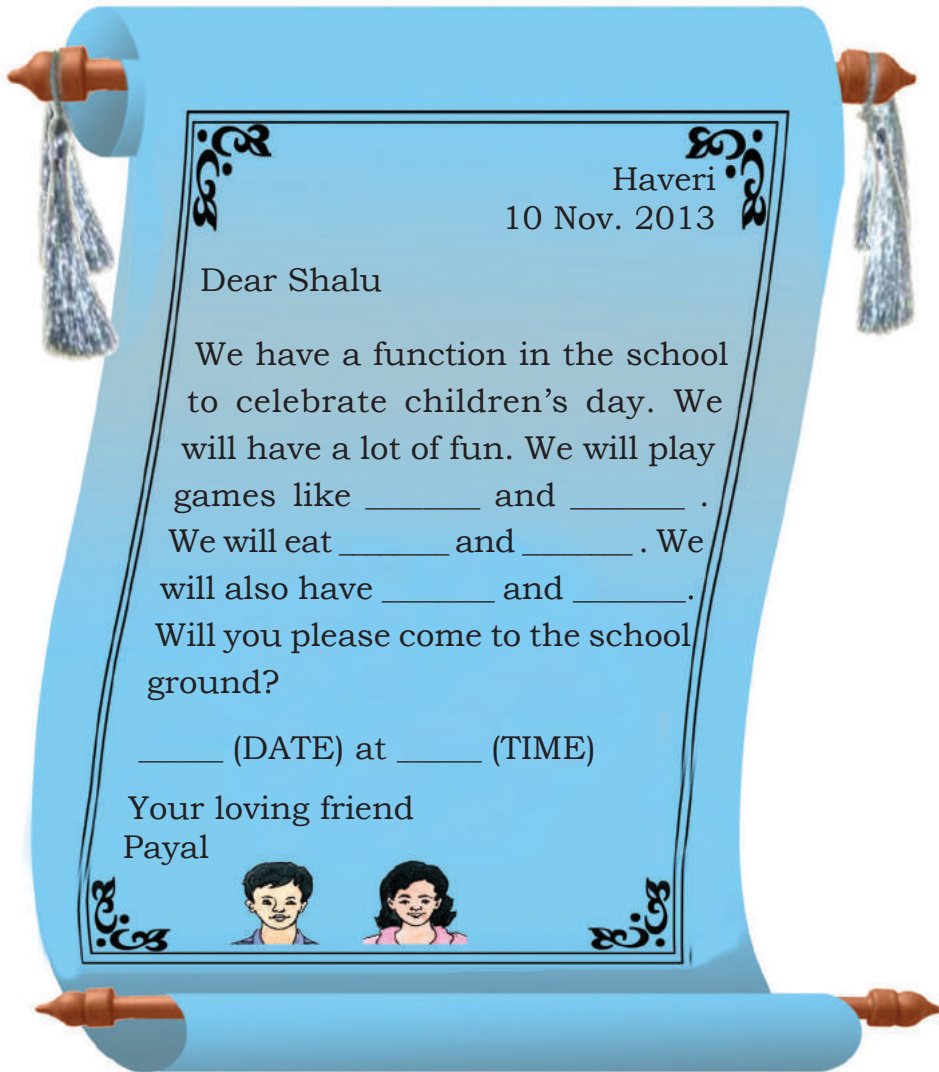 Haveri
10 Nov. 2013
Dear Shalu
We have a function in the school
to celebrate children’s day. We
will have a lot of fun. We will play
games like _______ and _______ .
We will eat _______ and _______ . We
will also have _______ and _______.
Will you please come to the school
ground?
_____ (DATE) at _____ (TIME)
Your loving friend
Payal